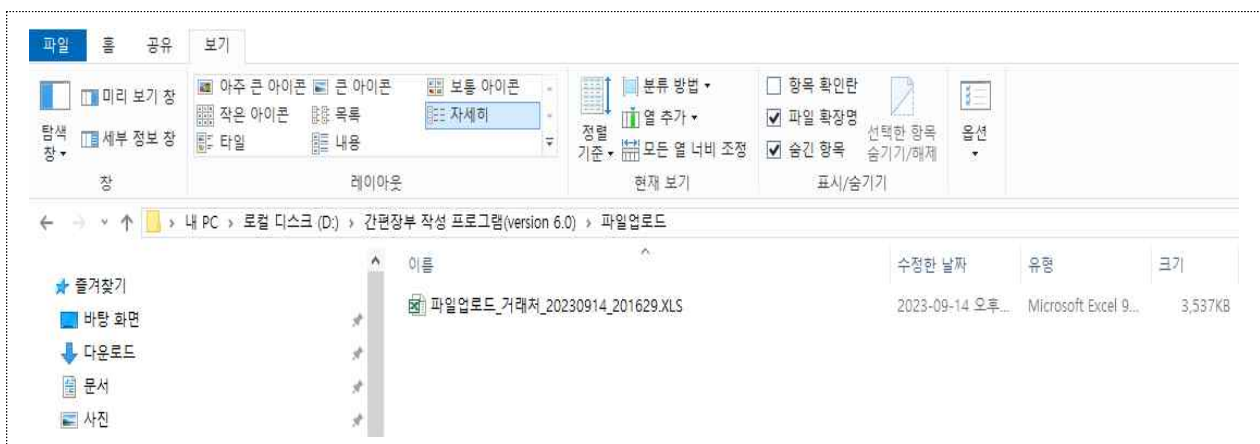 파일 홈 공유 보기
미리 보기 창 아주 큰 아이콘 큰 아이콘 보통 아이콘 분류 방법 항목 확인란
작은 아이콘 목록 자세히 열 추가 파일 확장명
탐색 창 세부 정보 창 타일 내용 정렬 기준 모든 열 너비 조정 숨긴 항목 선택한 항목 숨기기/해제 옵션
창 레이아웃 현재 보기 표시/숨기기
내 PC › 로컬 디스크 (D:) › 간편장부 작성 프로그램(version 6.0) › 파일업로드
이름 수정한 날짜 유형 크기
즐겨찾기
파일업로드_거래처_20230914_201629.XLS 2023-09-14 오후... Microsoft Excel 9... 3,537KB
바탕 화면
다운로드
문서
사진